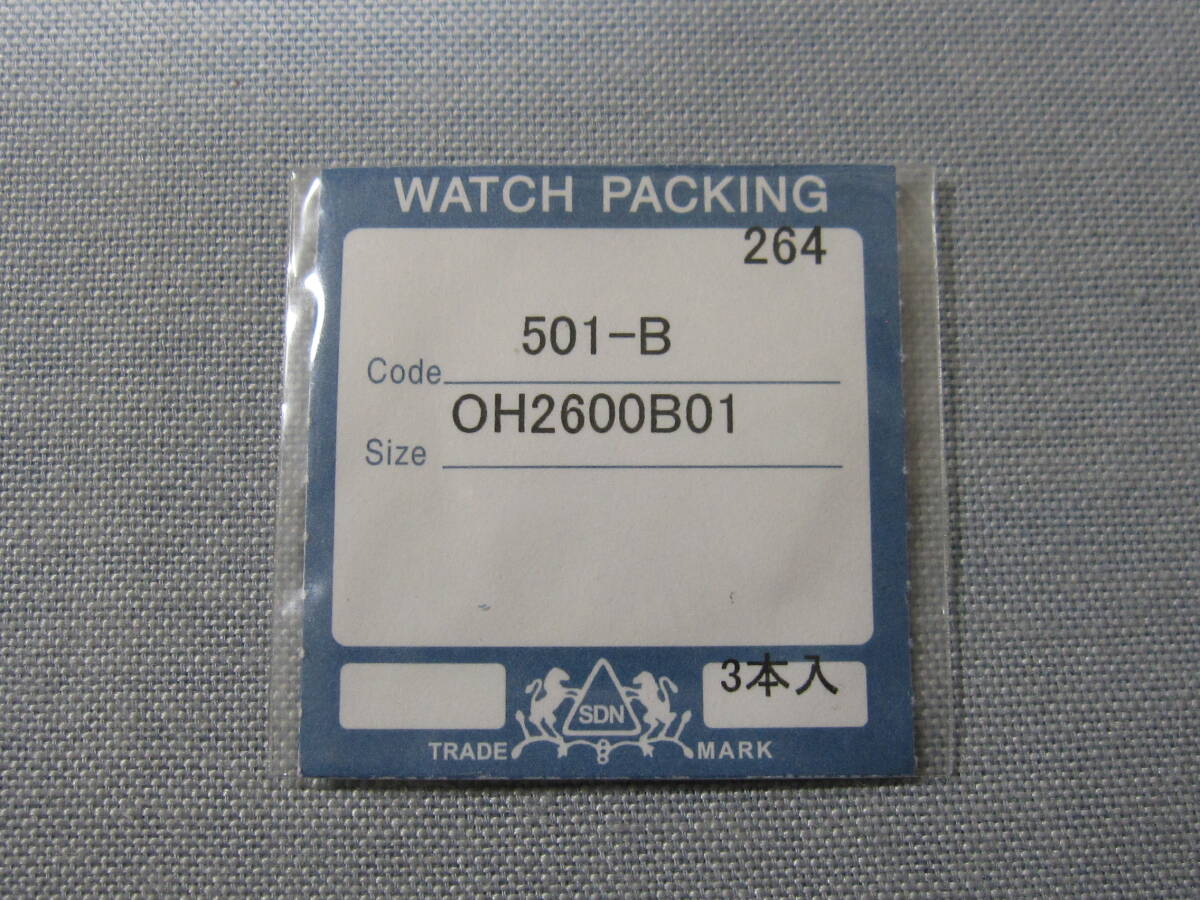 WATCH PACKING
264
501-B
Code
OH2600B01
Size
3本入
SDN
TRADE MARK